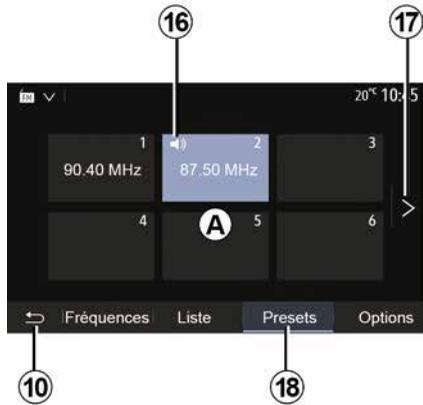 16
17
FM
20°C 10:45
1
90.40 MHz
2
87.50 MHz
3
4
A
5
6
Fréquences
Liste
Presets
Options
10
18